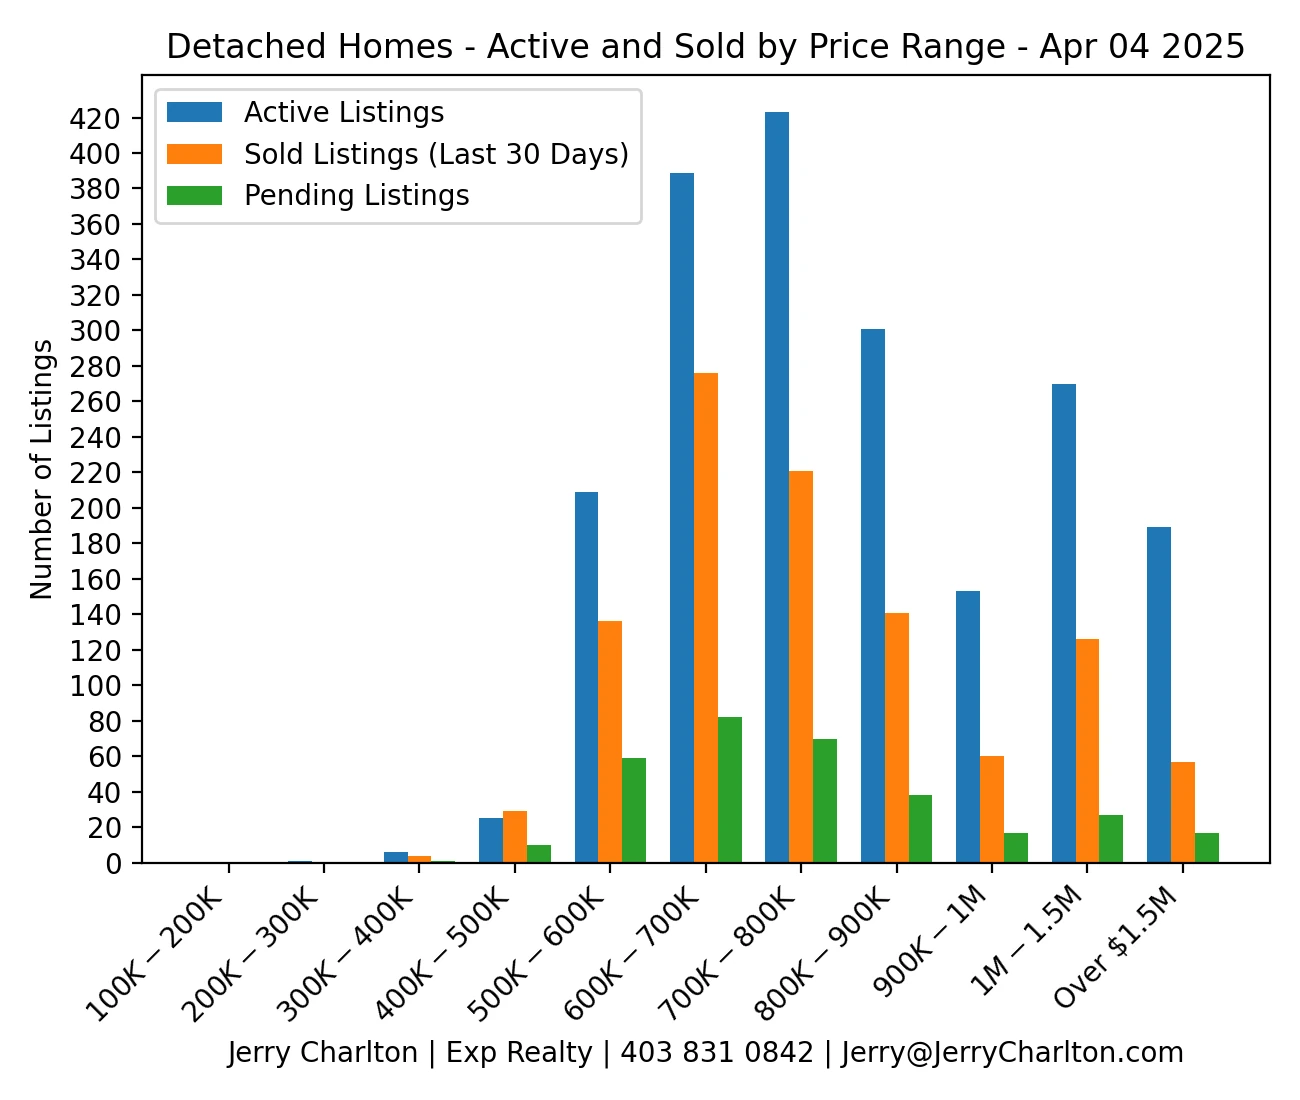 Detached Homes - Active and Sold by Price Range - Apr 04 2025
Active Listings
Sold Listings (Last 30 Days)
Pending Listings
Number of Listings
420
400
380
360
340
320
300
280
260
240
220
200
180
160
140
120
100
80
60
40
20
0
100K − 200K
200K − 300K
300K − 400K
400K − 500K
500K − 600K
600K − 700K
700K − 800K
800K − 900K
900K − 1M
1M − 1.5M
Over $1.5M
Jerry Charlton | Exp Realty | 403 831 0842 | Jerry@JerryCharlton.com